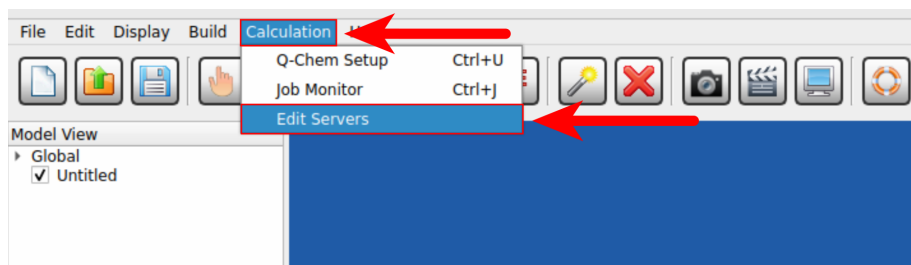 File Edit Display Build Calculation
Q-Chem Setup Ctrl+U
Job Monitor Ctrl+J
Edit Servers
Model View
Global
Untitled